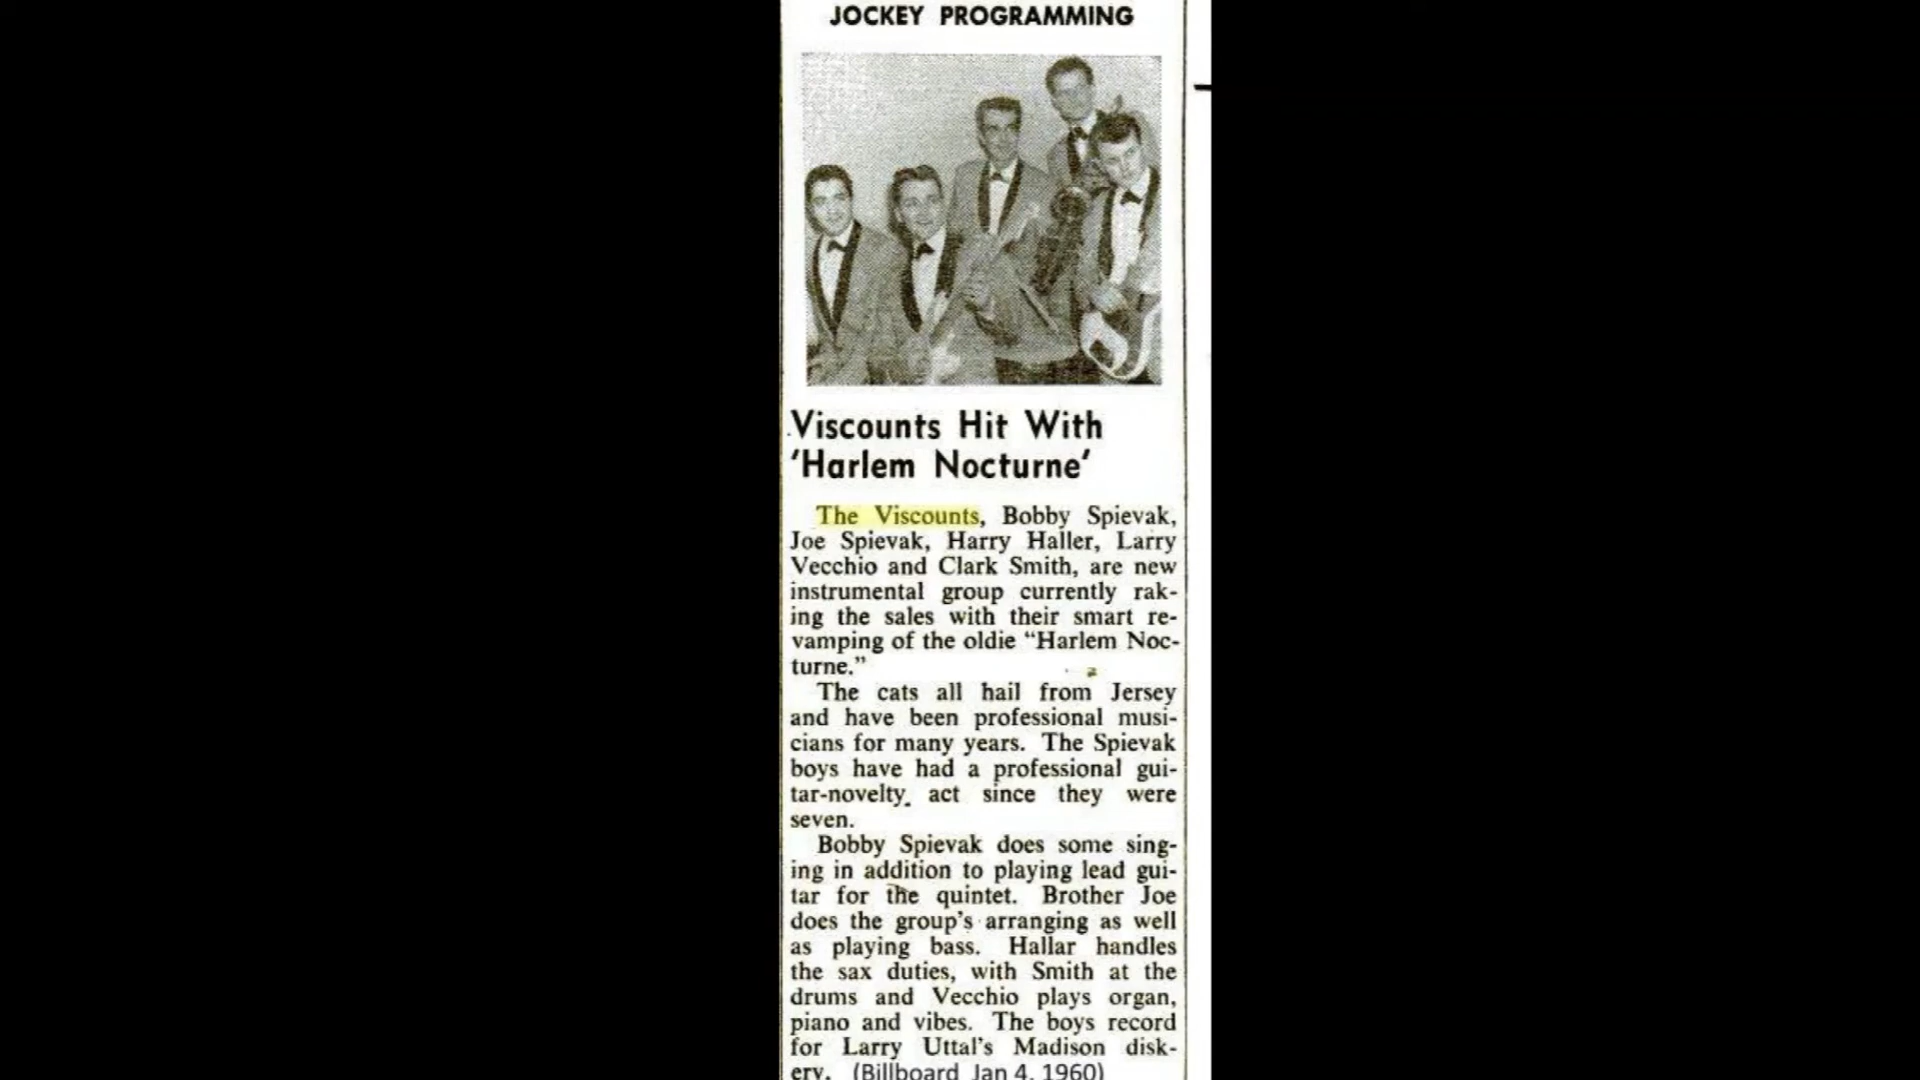 JOCKEY PROGRAMMING
Viscounts Hit With
'Harlem Nocturne'
The Viscounts, Bobby Spievak,
Joe Spievak, Harry Haller, Larry
Vecchio and Clark Smith, are new
instrumental group currently rak-
ing the sales with their smart re-
vamping of the oldie "Harlem Noc-
turne."
The cats all hail from Jersey
and have been professional musi-
cians for many years. The Spievak
boys have had a professional gui-
tar-novelty act since they were
seven.
Bobby Spievak does some sing-
ing in addition to playing lead gui-
tar for the quintet. Brother Joe
does the group's arranging as well
as playing bass. Hallar handles
the sax duties, with Smith at the
drums and Vecchio plays organ,
piano and vibes. The boys record
for Larry Uttal's Madison disk-
ery. (Billboard Jan 4, 1960)